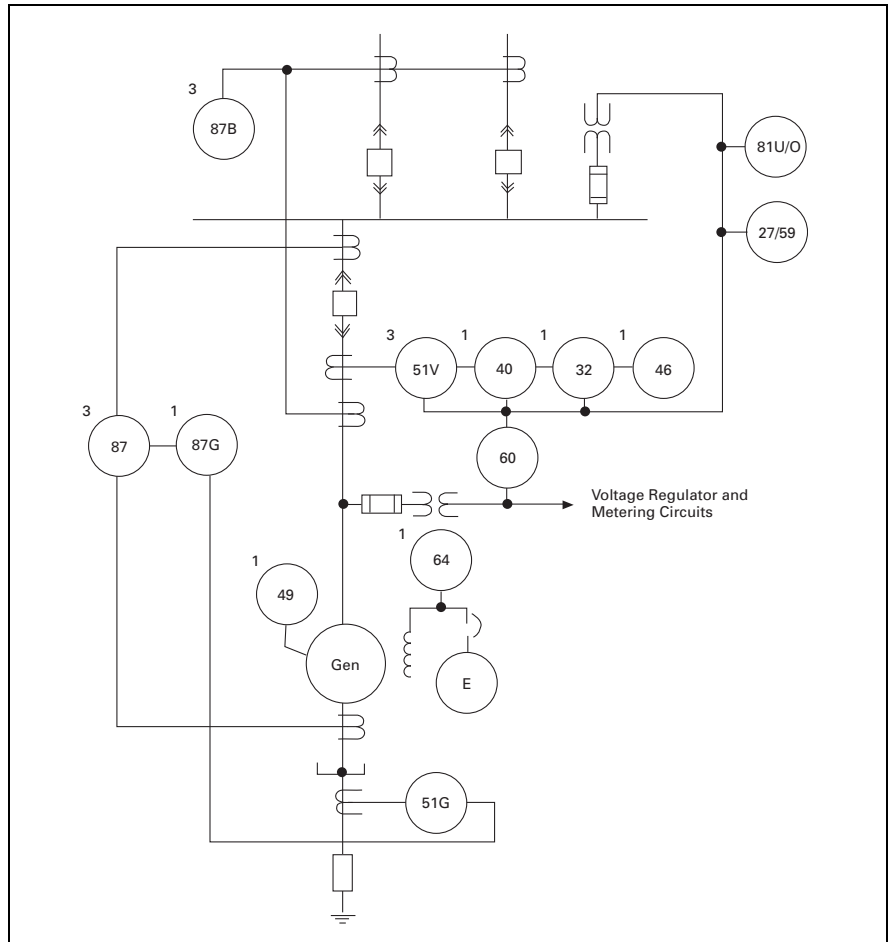 3
87B
81U/O
27/59
3
1
1
1
51V
40
32
46
3
1
87
87G
60
Voltage Regulator and
Metering Circuits
1
64
1
49
Gen
E
51G